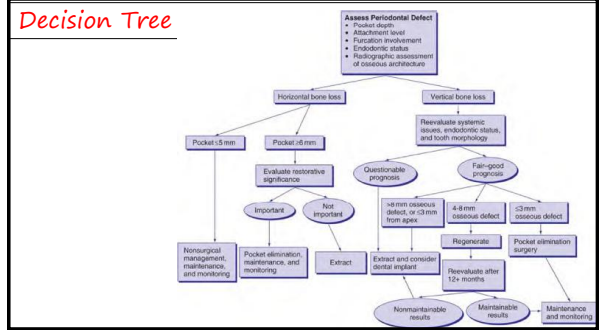 Decision Tree
Assess Periodontal Defect
• Pocket depth
• Attachment level
• Furcation involvement
• Endodontic status
• Radiographic assessment
of osseous architecture
Horizontal bone loss
Vertical bone loss
Reevaluate systemic
issues, endodontic status,
and tooth morphology
Pocket ≤5 mm
Pocket ≥6 mm
Evaluate restorative
significance
Questionable
prognosis
Fair–good
prognosis
Important
Not
important
>8 mm osseous
defect, or ≤3 mm
from apex
4-8 mm
osseous defect
≤3 mm
osseous defect
Regenerate
Pocket elimination
surgery
Nonsurgical
management,
maintenance,
and monitoring
Pocket elimination,
maintenance, and
monitoring
Extract
Extract and consider
dental implant
Reevaluate after
12+ months
Nonmaintainable
results
Maintainable
results
Maintenance
and monitoring